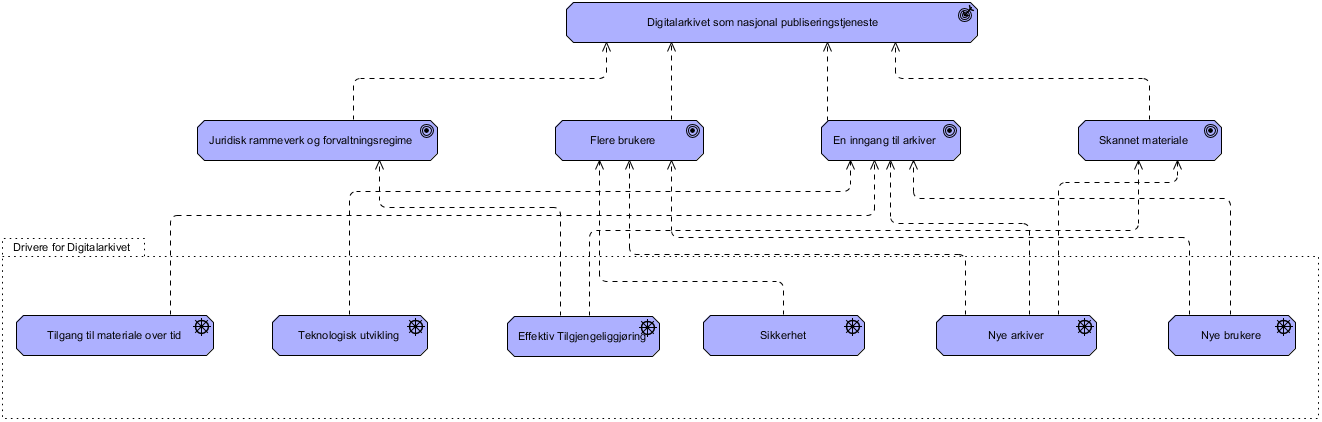 Digitalarkivet som nasjonal publiseringstjeneste
Juridisk rammeverk og forvaltningsregime
Flere brukere
En inngang til arkiver
Skannet materiale
Drivere for Digitalarkivet
Tilgang til materiale over tid
Teknologisk utvikling
Effektiv Tilgjengeliggjøring
Sikkerhet
Nye arkiver
Nye brukere